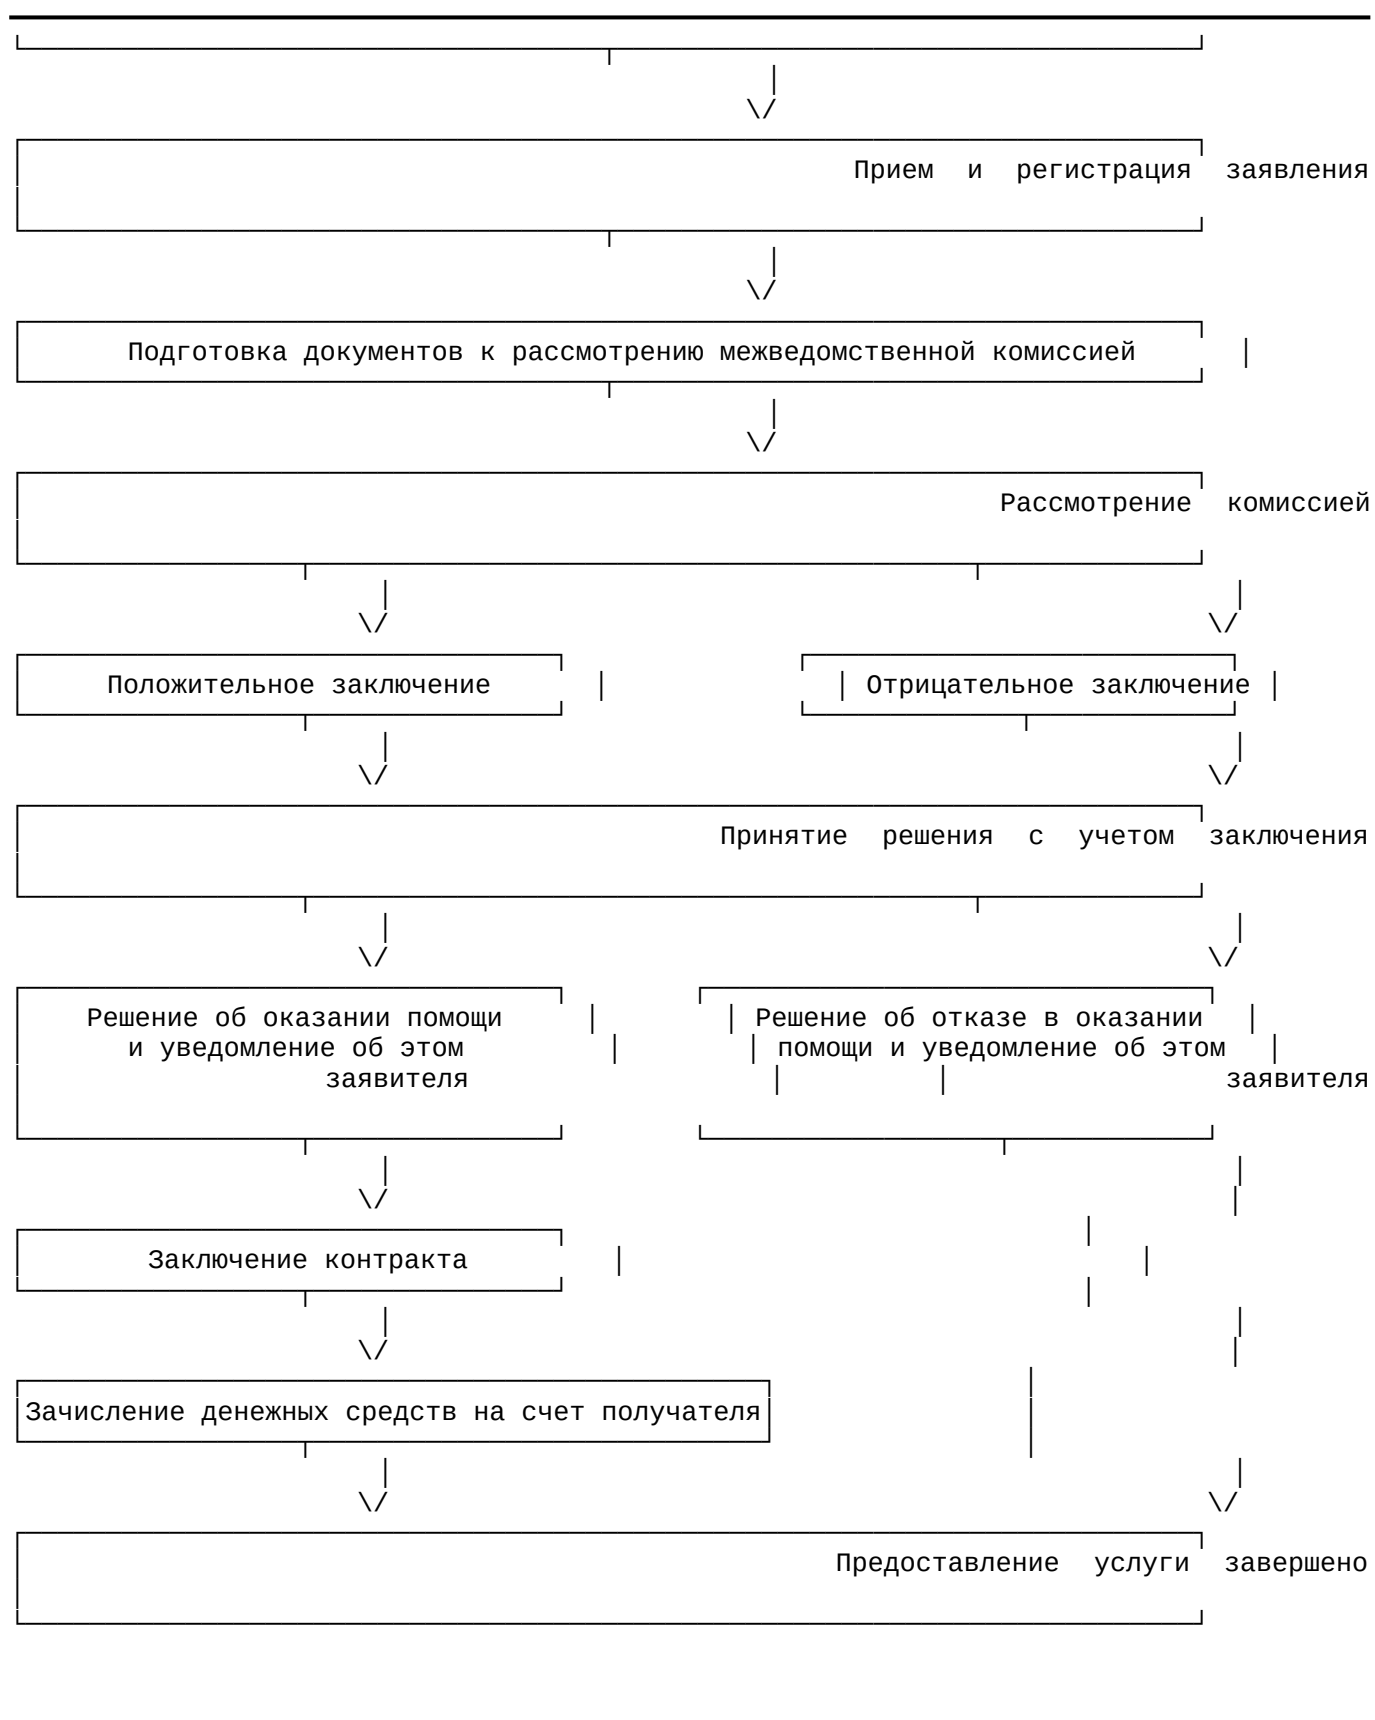 Прием и регистрация заявления
Подготовка документов к рассмотрению межведомственной комиссией
Рассмотрение комиссией
Положительное заключение
Отрицательное заключение
Принятие решения с учетом заключения
Решение об оказании помощи
и уведомление об этом
заявителя
Решение об отказе в оказании
помощи и уведомление об этом
заявителя
Заключение контракта
Зачисление денежных средств на счет получателя
Предоставление услуги завершено